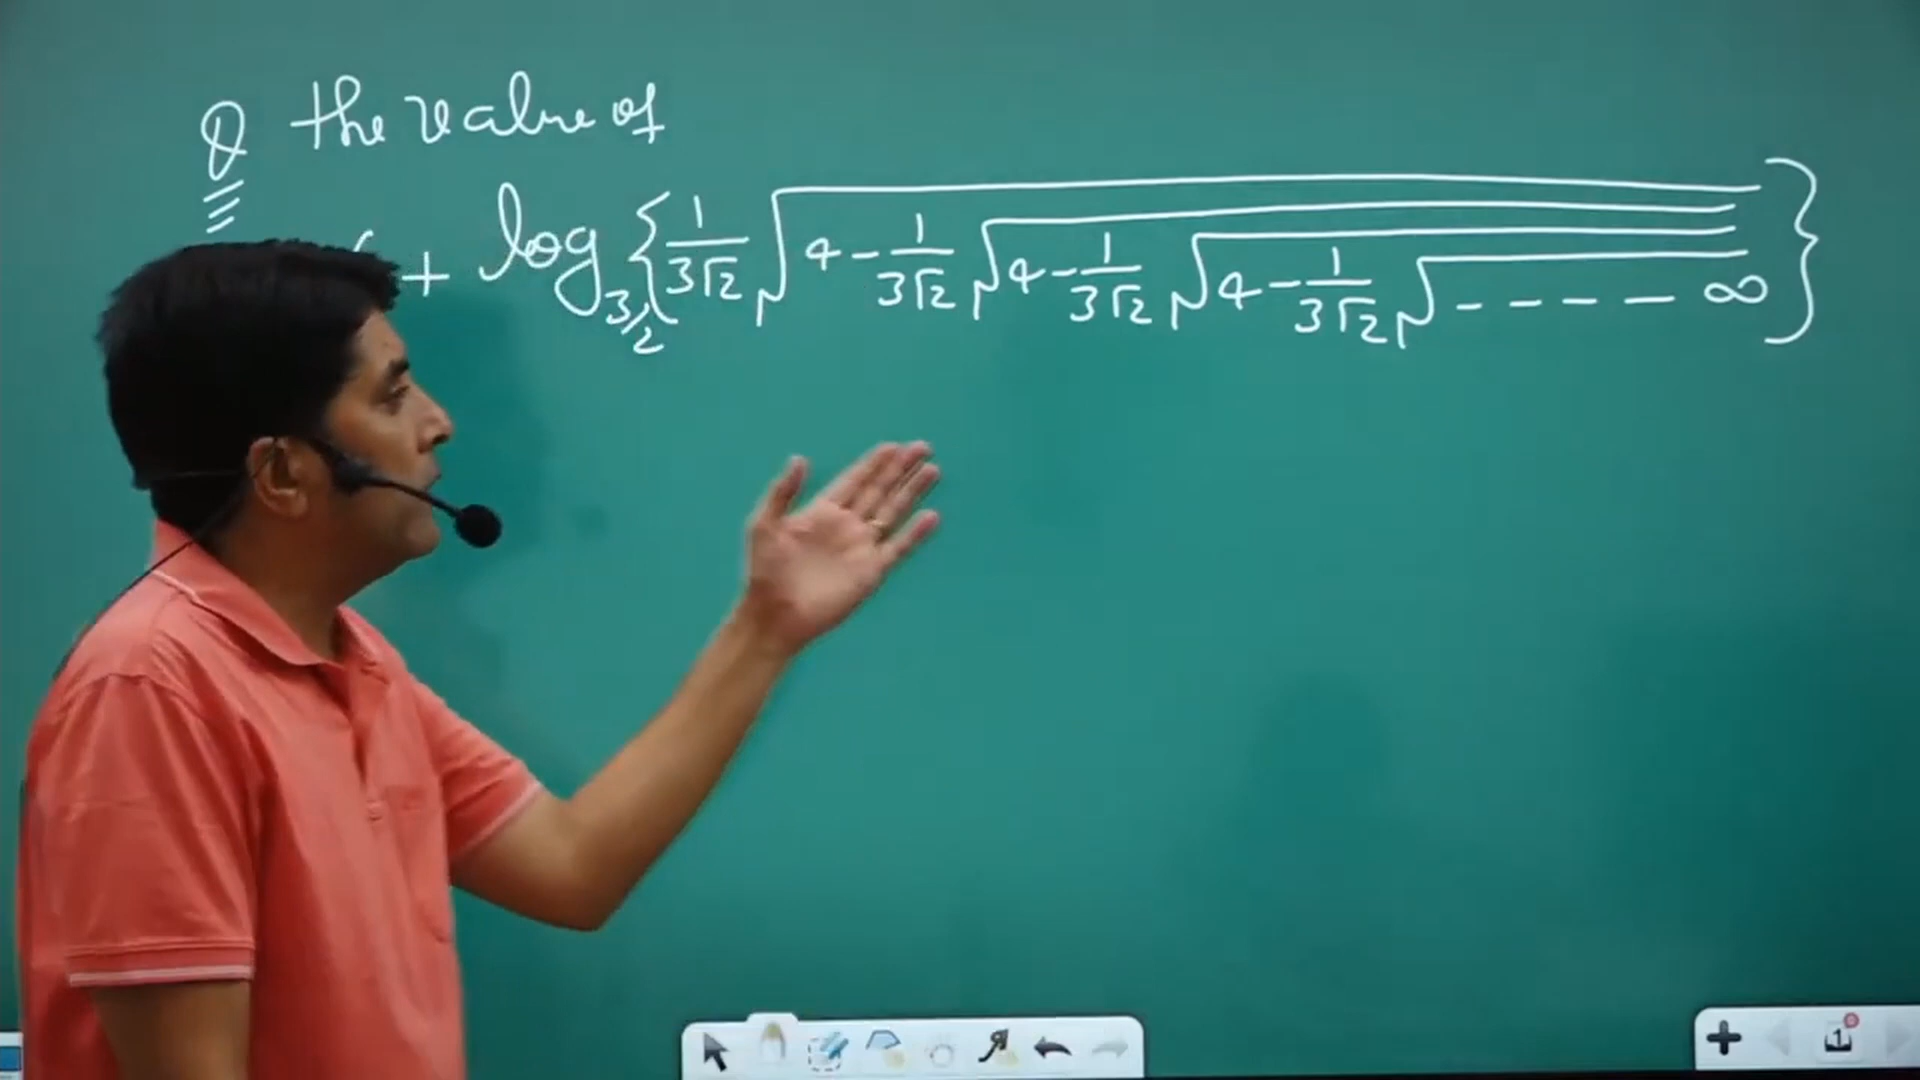 Q the value of
+ log_{3/2} { 1/(3√2) √(4 - 1/(3√2) √(4 - 1/(3√2) √(4 - 1/(3√2) √(- - - - ∞)))) }
1